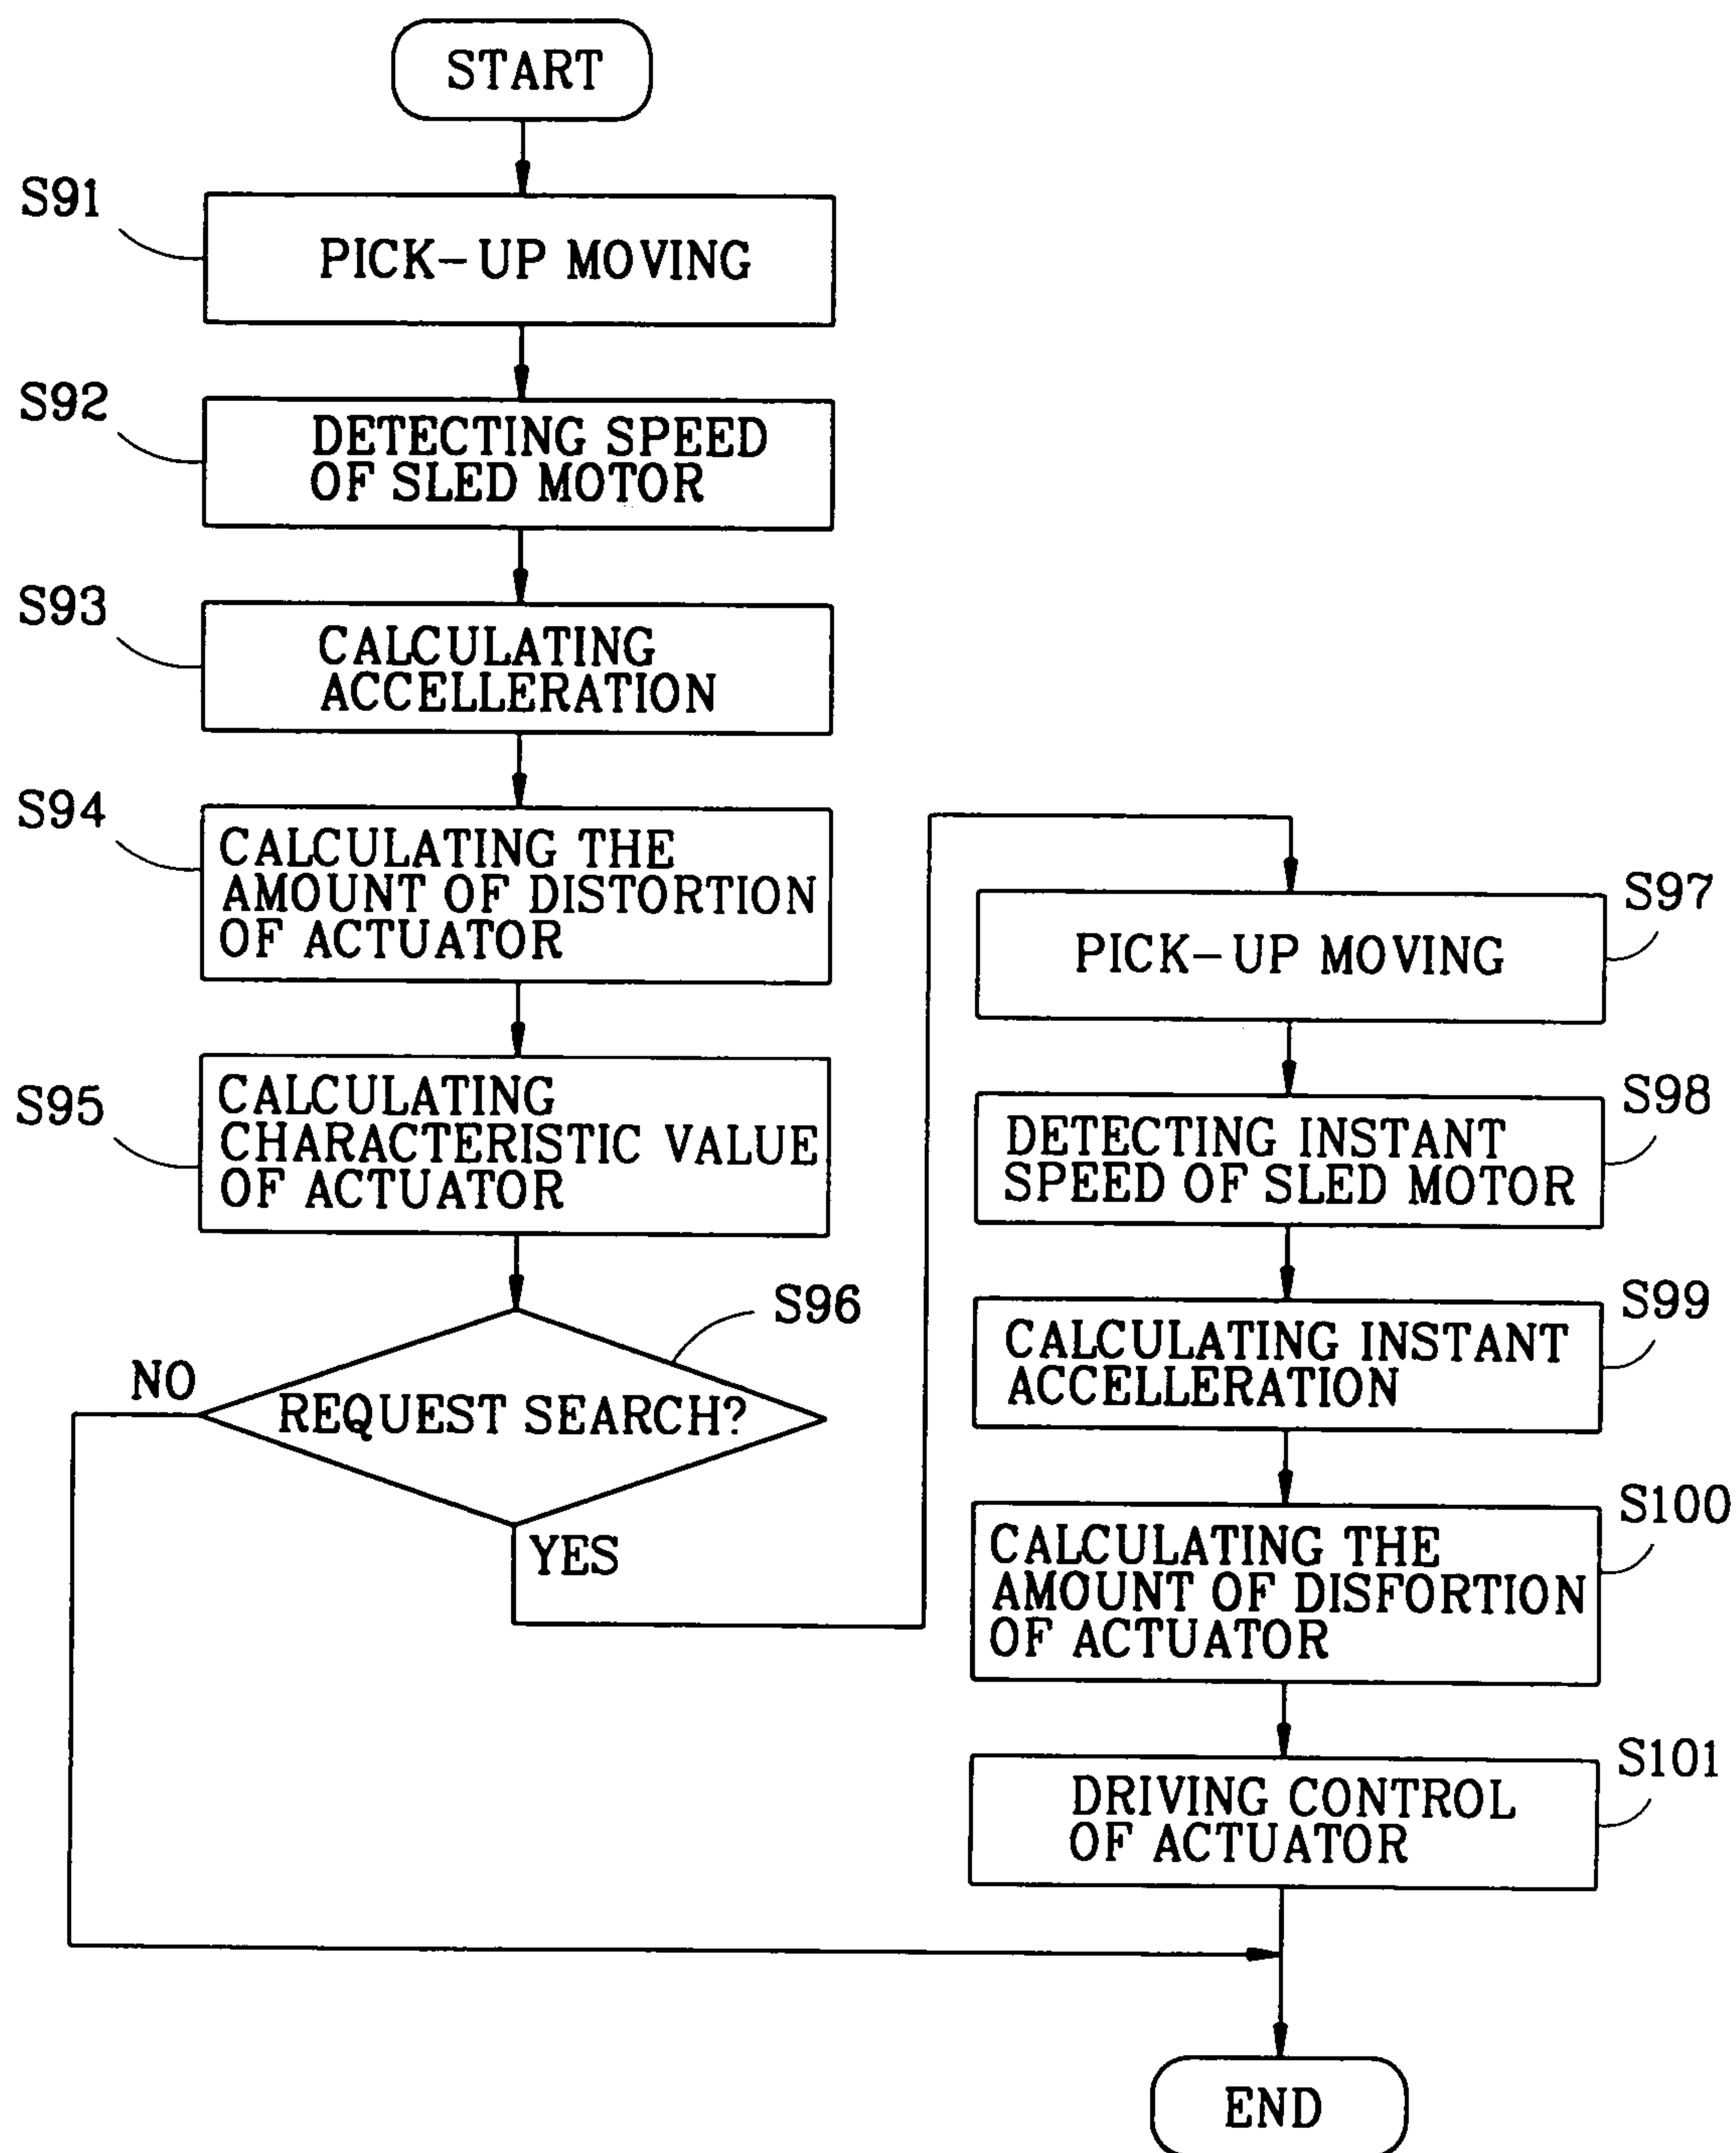 START
S91
PICK-UP MOVING
S92
DETECTING SPEED
OF SLED MOTOR
S93
CALCULATING
ACCELLERATION
S94
CALCULATING THE
AMOUNT OF DISTORTION
OF ACTUATOR
S95
CALCULATING
CHARACTERISTIC VALUE
OF ACTUATOR
S96
REQUEST SEARCH?
NO
YES
S97
PICK-UP MOVING
S98
DETECTING INSTANT
SPEED OF SLED MOTOR
S99
CALCULATING INSTANT
ACCELLERATION
S100
CALCULATING THE
AMOUNT OF DISFORTION
OF ACTUATOR
S101
DRIVING CONTROL
OF ACTUATOR
END